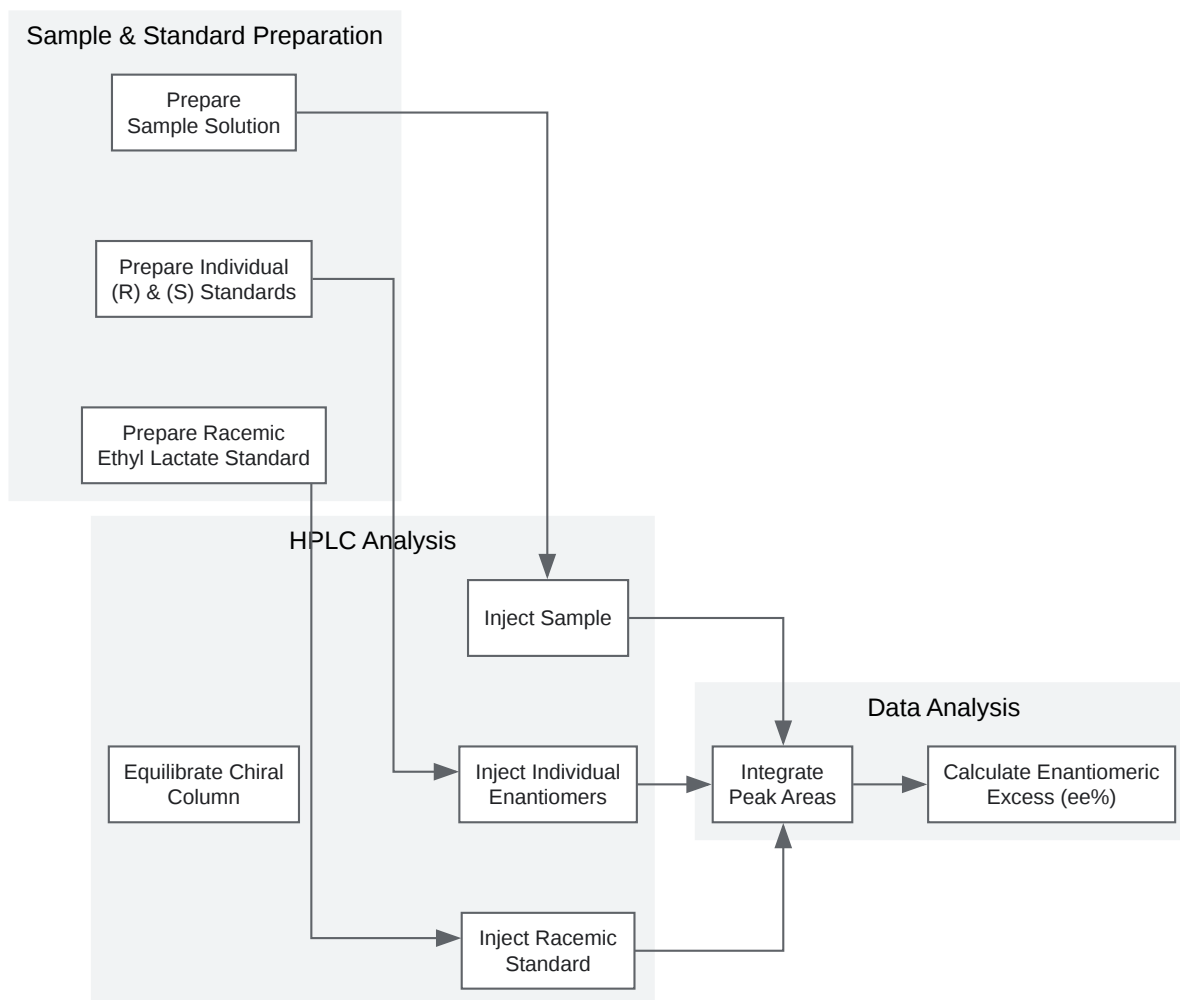 Sample & Standard Preparation
Prepare
Sample Solution
Prepare Individual
(R) & (S) Standards
Prepare Racemic
Ethyl Lactate Standard
HPLC Analysis
Inject Sample
Data Analysis
Equilibrate Chiral
Column
Inject Individual
Enantiomers
Integrate
Peak Areas
Calculate Enantiomeric
Excess (ee%)
Inject Racemic
Standard